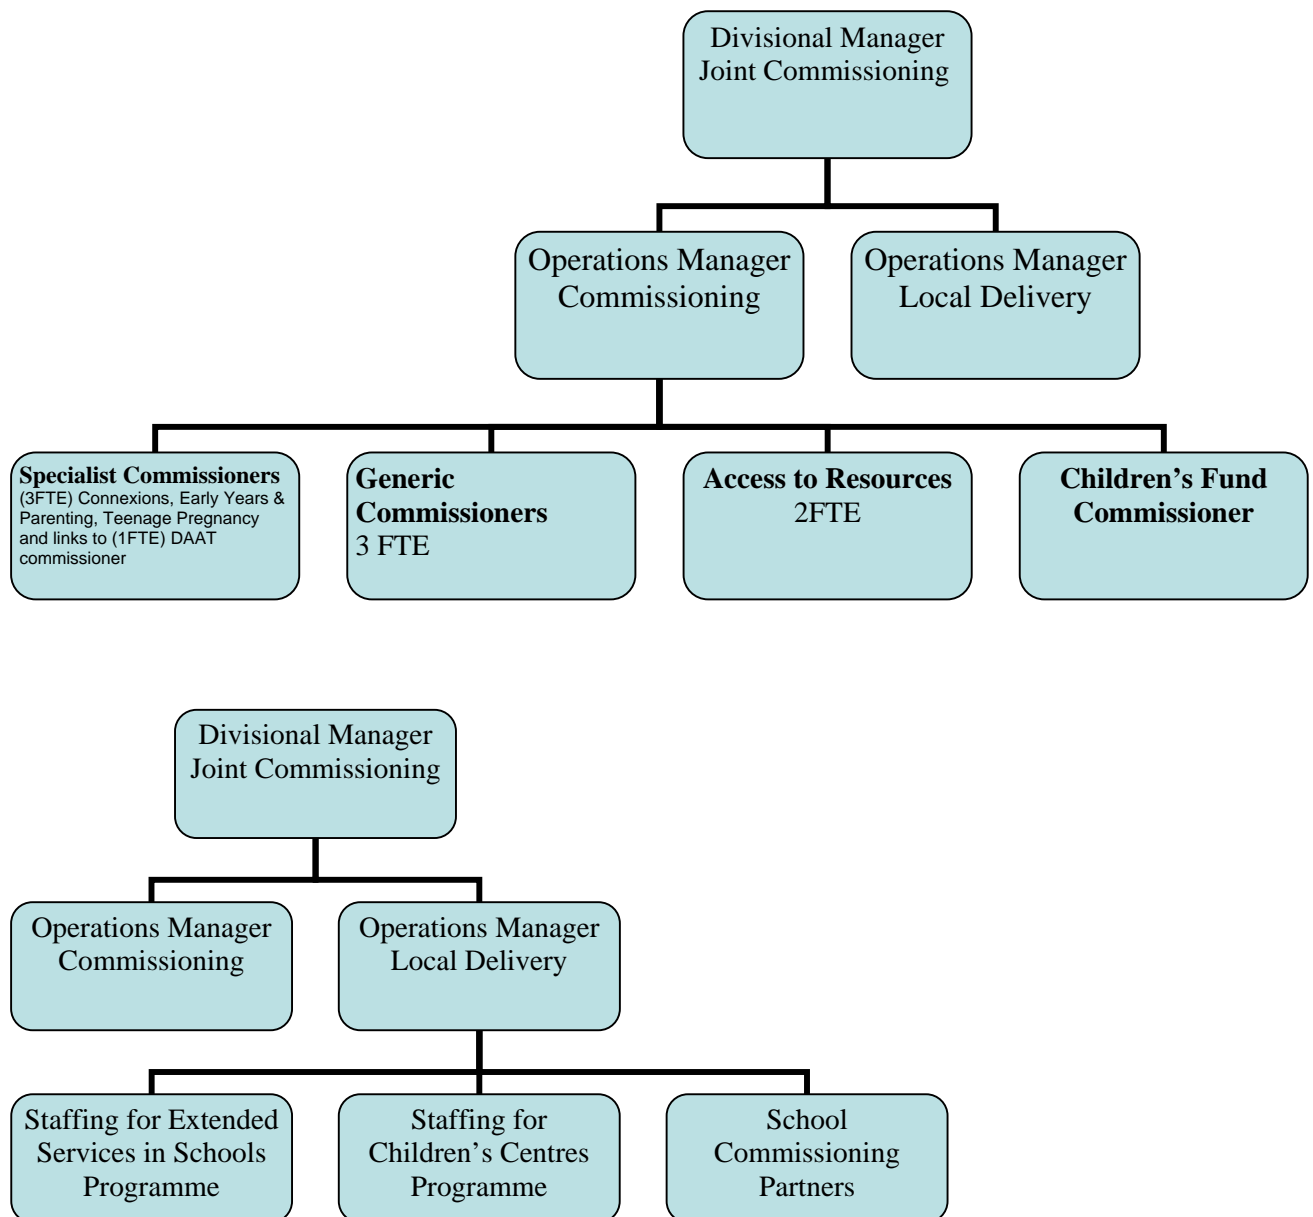 Divisional Manager
Joint Commissioning
Operations Manager
Commissioning
Operations Manager
Local Delivery
Specialist Commissioners
(3FTE) Connexions, Early Years &
Parenting, Teenage Pregnancy
and links to (1FTE) DAAT
commissioner
Generic
Commissioners
3 FTE
Access to Resources
2FTE
Children’s Fund
Commissioner
Divisional Manager
Joint Commissioning
Operations Manager
Commissioning
Operations Manager
Local Delivery
Staffing for Extended
Services in Schools
Programme
Staffing for
Children’s Centres
Programme
School
Commissioning
Partners